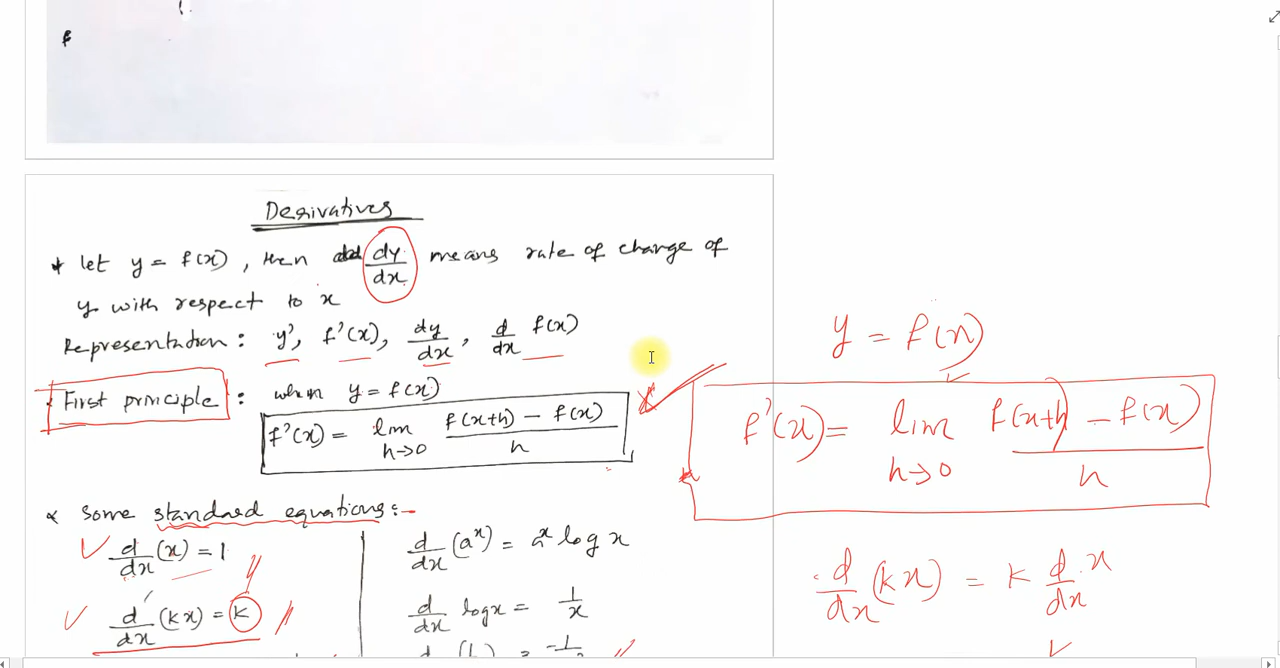 Derivatives
* let y = f(x), then dy/dx means rate of change of
y with respect to x
Representation: y', f'(x), dy/dx, d/dx f(x)
First principle: when y = f(x)
f'(x) = lim h→0 f(x+h) - f(x) / h
* Some standard equations:-
d/dx (x) = 1
d/dx (kx) = k
d/dx (a^x) = a^x log x
d/dx log x = 1/x
y = f(x)
f'(x) = lim h→0 f(x+h) - f(x) / h
d/dx (kx) = k d/dx x